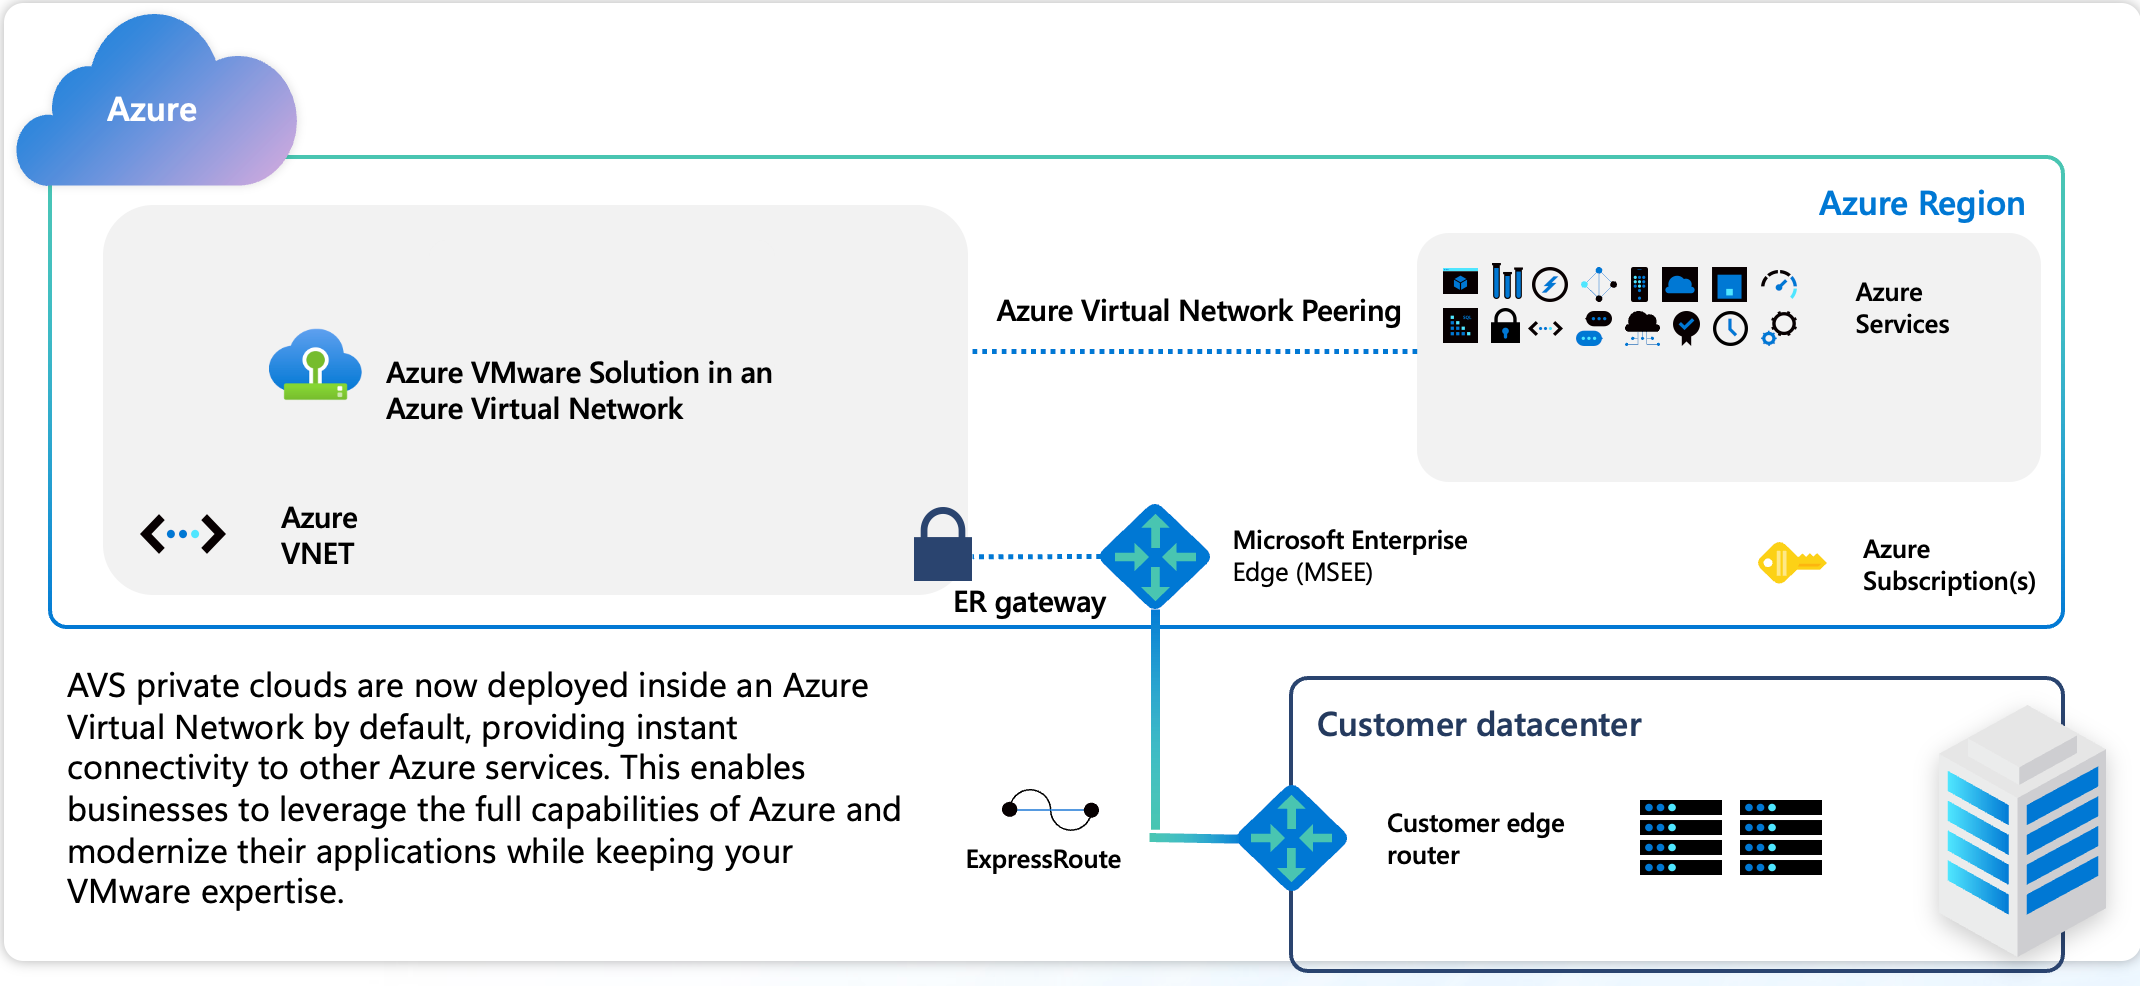 Azure
Azure Region
Azure Virtual Network Peering
Azure
Services
Azure VMware Solution in an
Azure Virtual Network
Azure
VNET
ER gateway
Microsoft Enterprise
Edge (MSEE)
Azure
Subscription(s)
AVS private clouds are now deployed inside an Azure
Virtual Network by default, providing instant
connectivity to other Azure services. This enables
businesses to leverage the full capabilities of Azure and
modernize their applications while keeping your
VMware expertise.
ExpressRoute
Customer datacenter
Customer edge
router